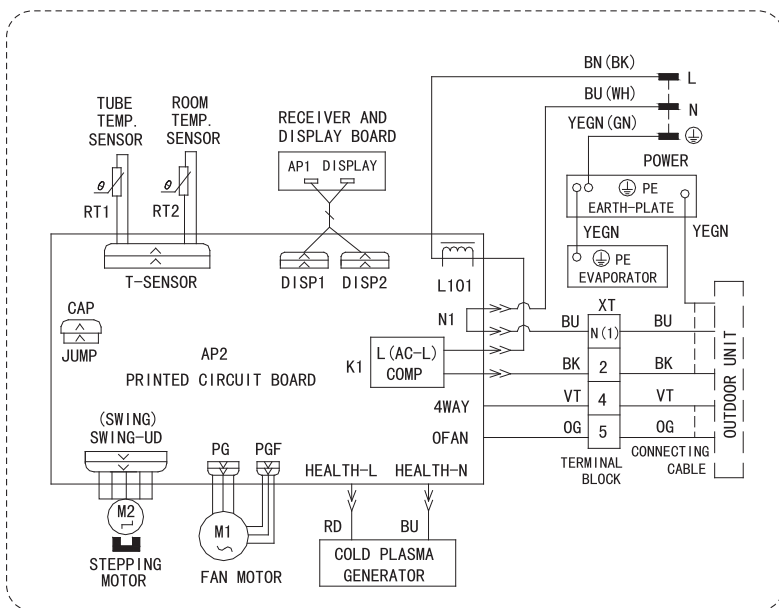 BN(BK)
L
BU(WH)
N
YEGN(GN)
POWER
TUBE
TEMP.
SENSOR
ROOM
TEMP.
SENSOR
RECEIVER AND
DISPLAY BOARD
AP1 DISPLAY
θ
RT1
θ
RT2
PE
EARTH-PLATE
YEGN
YEGN
PE
EVAPORATOR
T-SENSOR
DISP1
DISP2
L101
CAP
JUMP
N1
XT
BU
N(1)
BU
K1
L(AC-L)
COMP
BK
2
BK
AP2
PRINTED CIRCUIT BOARD
4WAY
VT
4
VT
OFAN
OG
5
OG
OUTDOOR UNIT
TERMINAL
BLOCK
CONNECTING
CABLE
(SWING)
SWING-UD
PG
PGF
HEALTH-L
HEALTH-N
M2
M1
RD
BU
STEPPING
MOTOR
FAN MOTOR
COLD PLASMA
GENERATOR